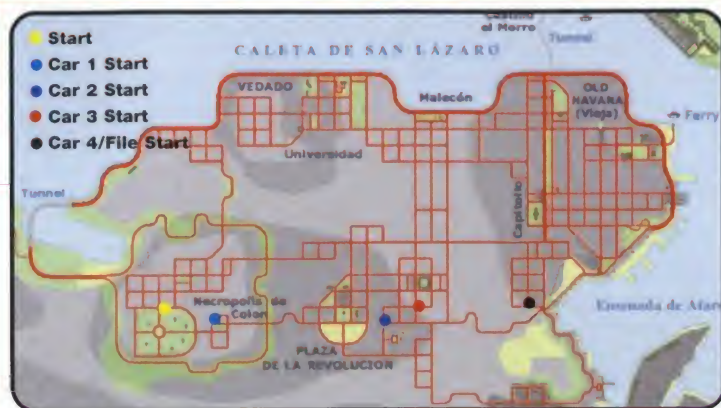 Start
Car 1 Start
Car 2 Start
Car 3 Start
Car 4/File Start
Castillo
el Morro
Tunnel
CALETA DE SAN LÁZARO
VEDADO
Malecón
OLD
NAVARA
(Vieja)
Ferry
Universidad
Tunnel
Capitolio
Necropolis de
Colon
Ensenada de Atare
PLAZA
DE LA REVOLUCION